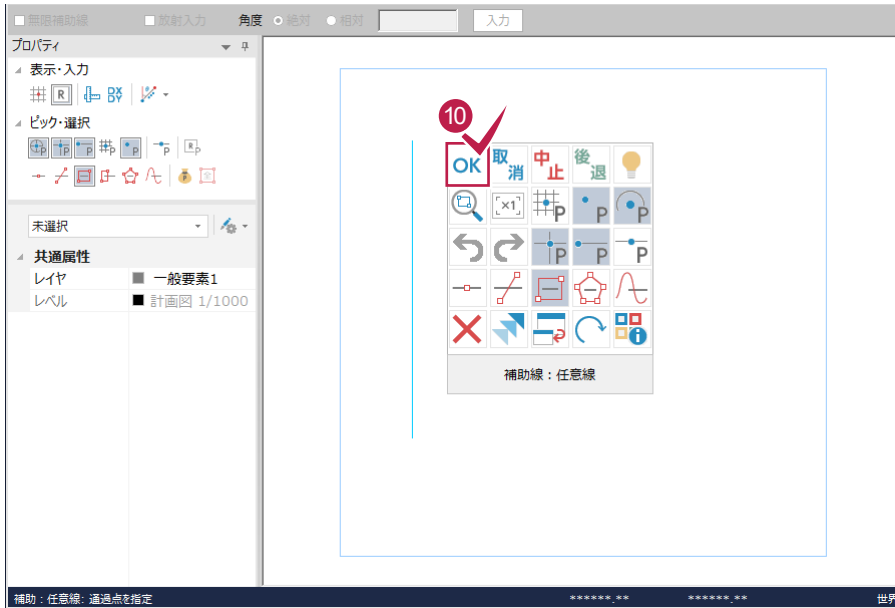 無限補助線 放射入力 角度 絶対 相対 入力
プロパティ
表示・入力
R DX DY
ピック・選択
P P P P P P R P
未選択
共通属性
レイヤ 一般要素1
レベル 計画図 1/1000
10
OK 取消 中止 後退
[×1] P P P
P P P
補助線：任意線
補助：任意線: 通過点を指定 ******.** ******.** 世界